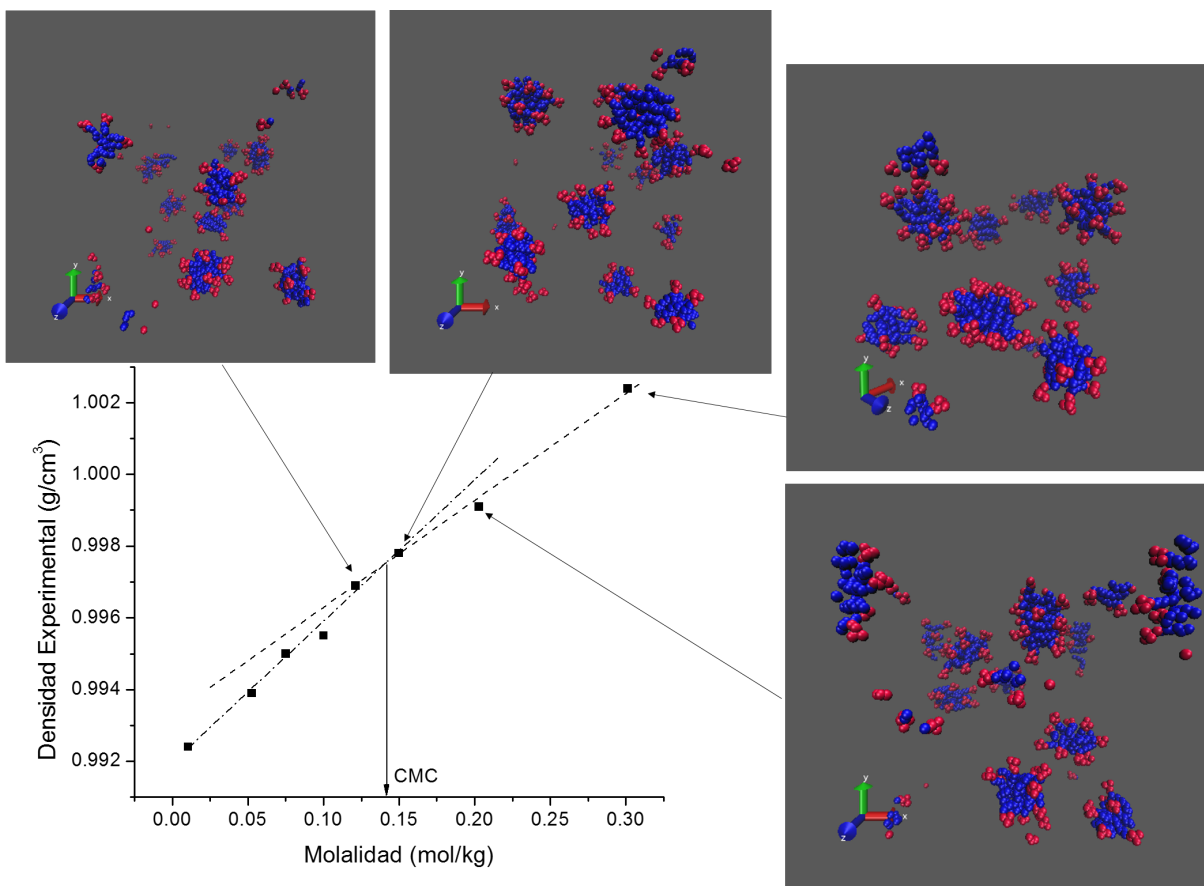 y
x
z
y
x
z
y
x
z
y
x
z
1.002
1.000
0.998
0.996
0.994
0.992
Densidad Experimental (g/cm³)
CMC
0.00 0.05 0.10 0.15 0.20 0.25 0.30
Molalidad (mol/kg)